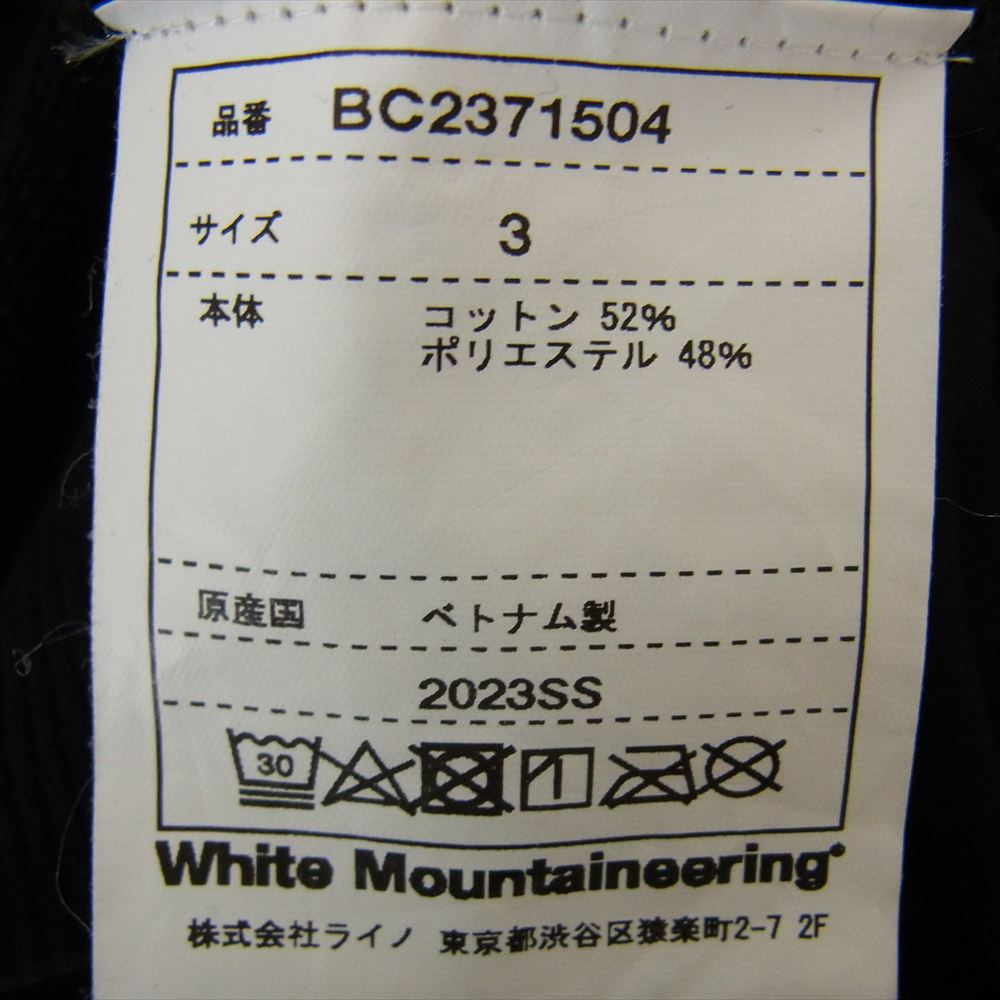 品番 BC2371504
サイズ 3
本体 コットン 52%
ポリエステル 48%
原産国 ベトナム製
2023SS
30
White Mountaineering®
株式会社ライノ 東京都渋谷区猿楽町2-7 2F